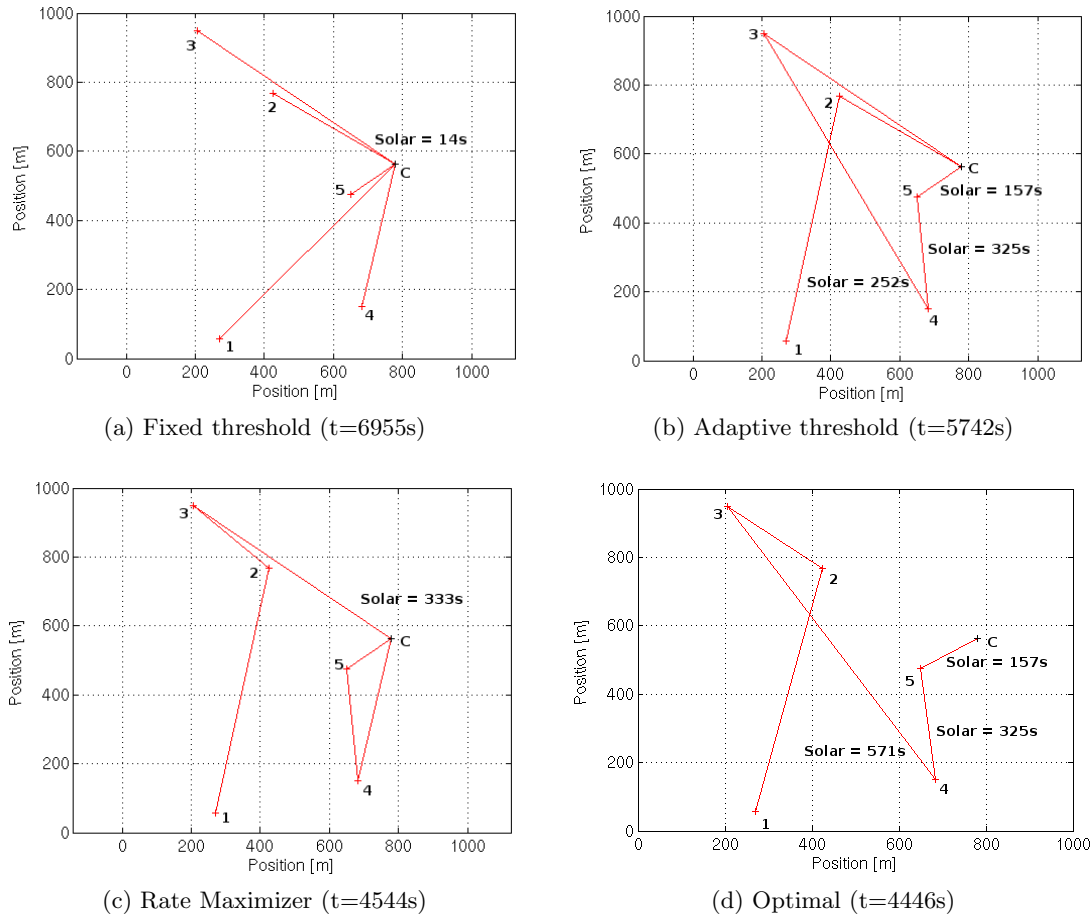 1000
800
600
400
200
0
Position [m]
3
2
Solar = 14s
C
5
4
1
0 200 400 600 800 1000
Position [m]
(a) Fixed threshold (t=6955s)
1000
800
600
400
200
0
Position [m]
3
2
C
5
Solar = 157s
Solar = 325s
Solar = 252s
4
1
0 200 400 600 800 1000
Position [m]
(b) Adaptive threshold (t=5742s)
1000
800
600
400
200
0
Position [m]
3
2
Solar = 333s
C
5
4
1
0 200 400 600 800 1000
Position [m]
(c) Rate Maximizer (t=4544s)
1000
800
600
400
200
0
Position [m]
3
2
C
Solar = 157s
5
Solar = 325s
Solar = 571s
4
1
0 200 400 600 800 1000
Position [m]
(d) Optimal (t=4446s)